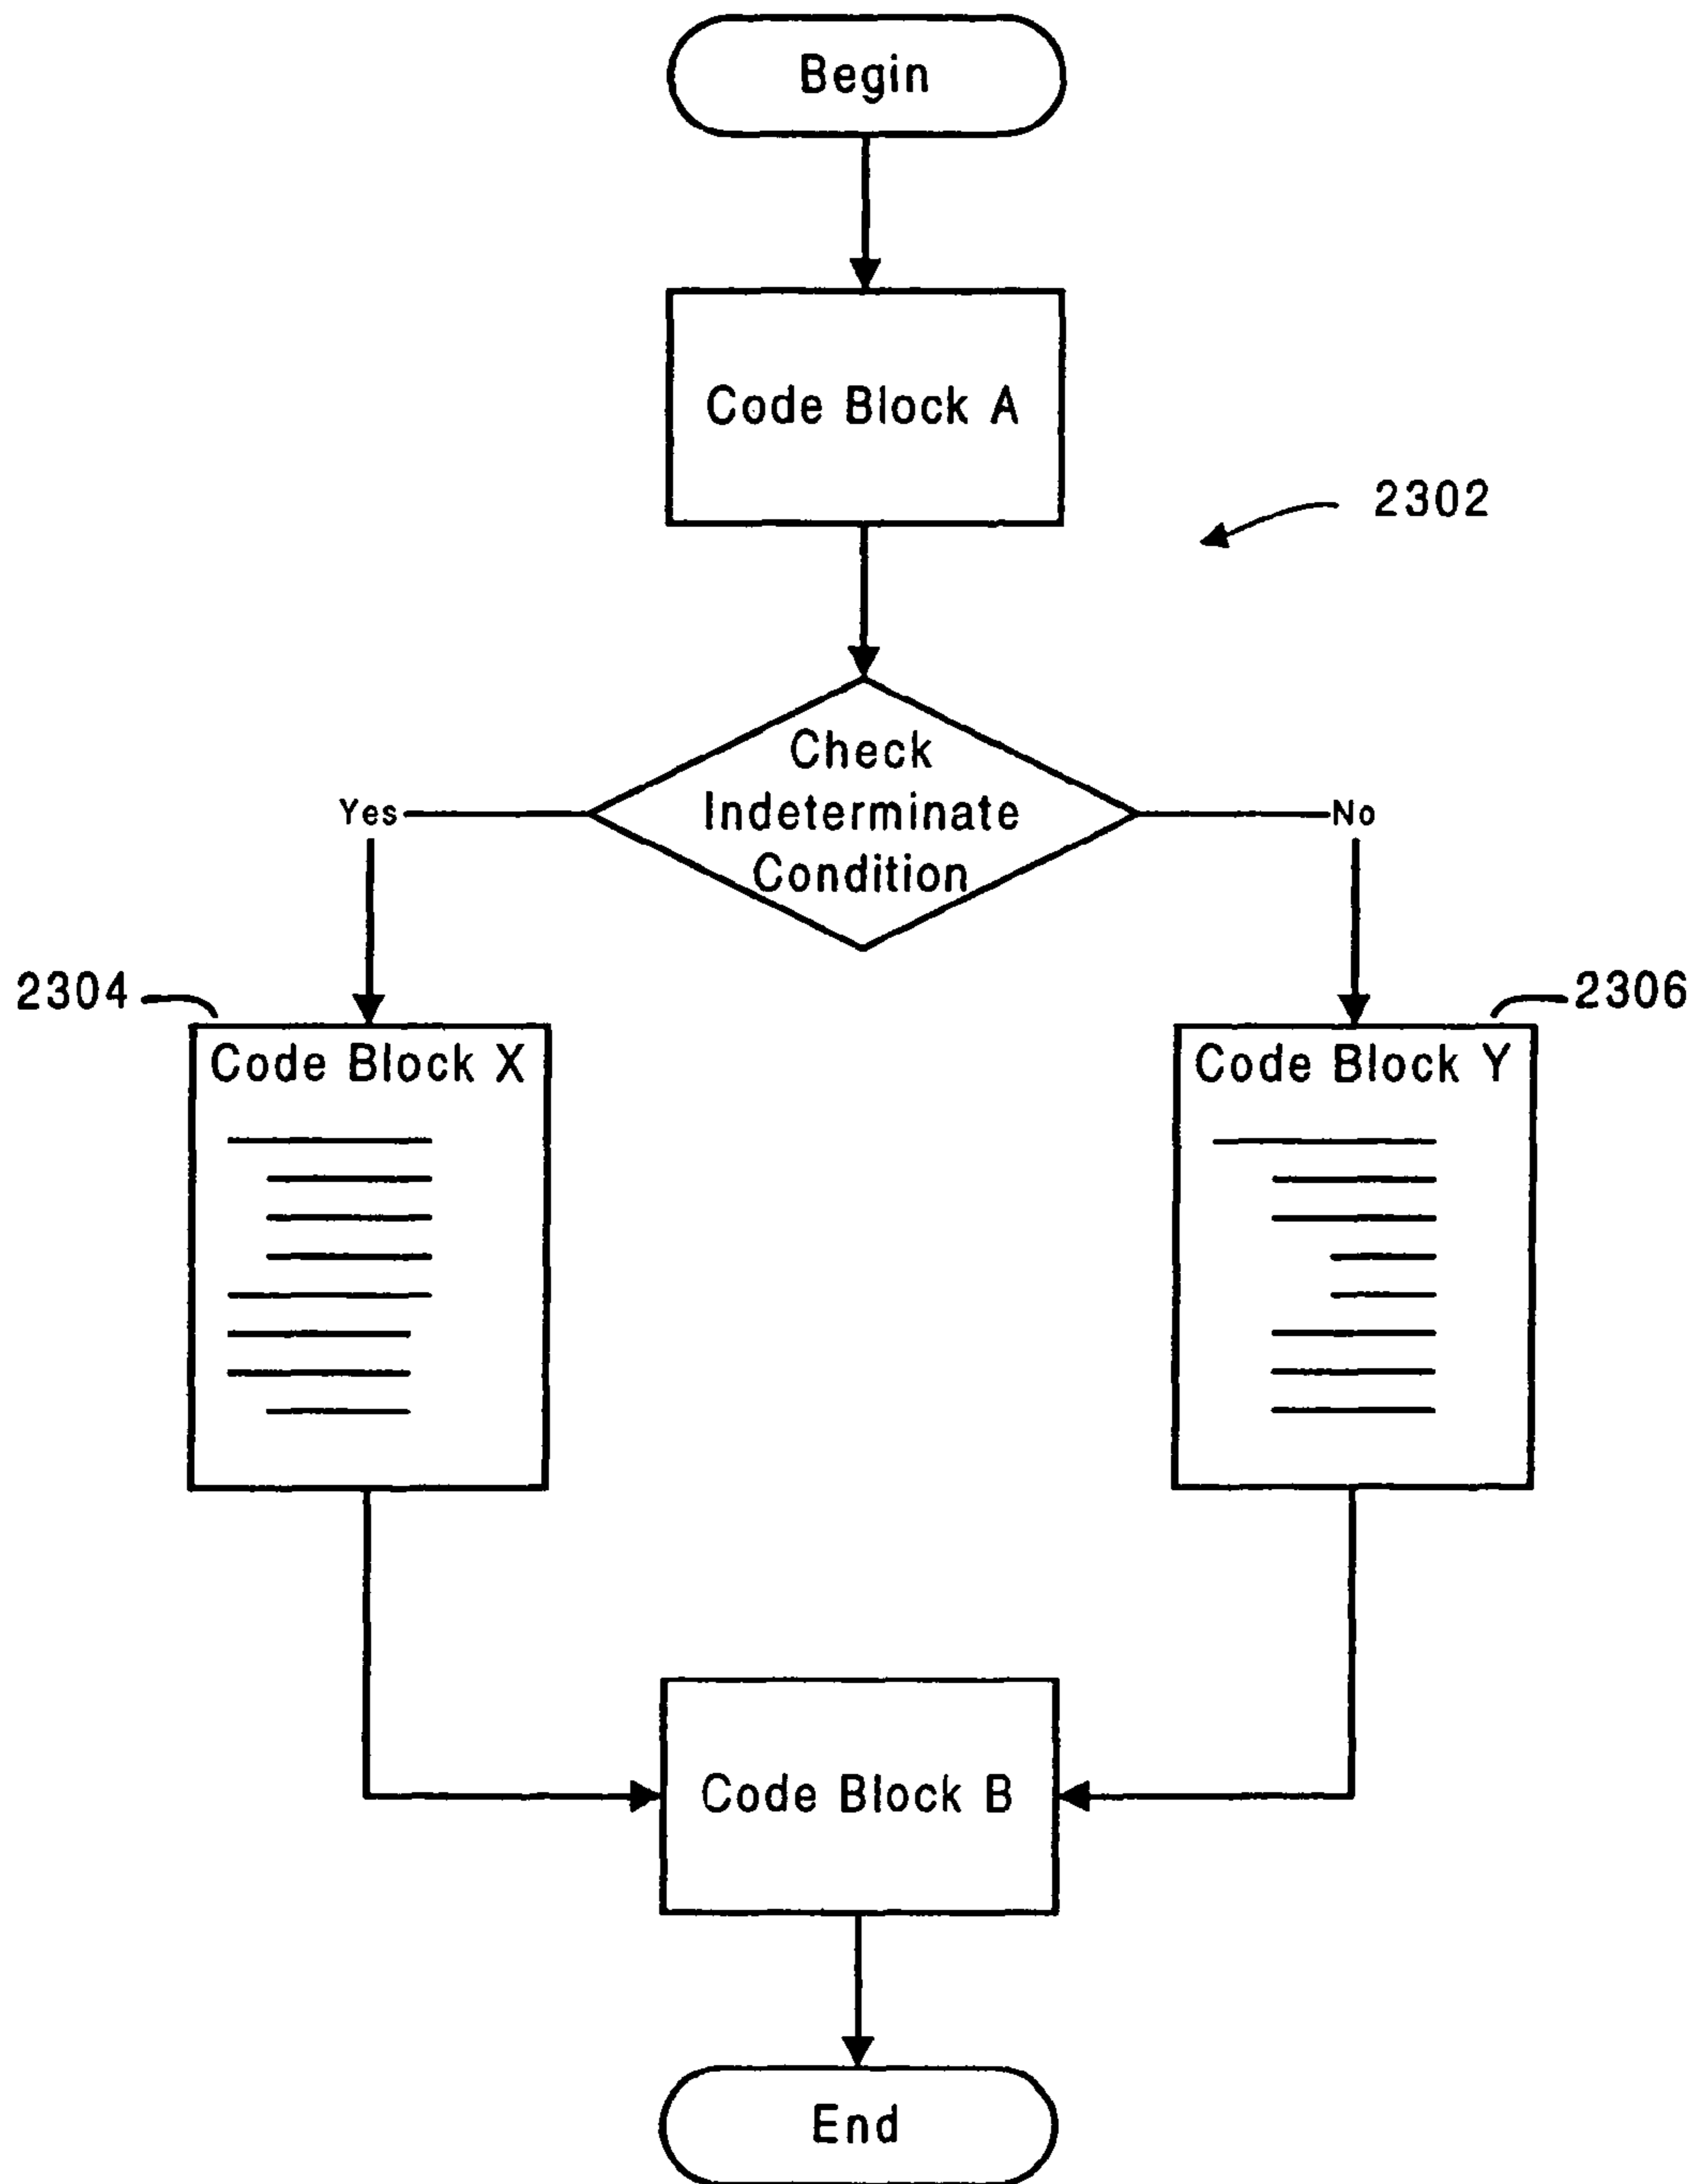 Begin
Code Block A
2302
Check
Indeterminate
Condition
Yes
No
2304
2306
Code Block X
Code Block Y
Code Block B
End